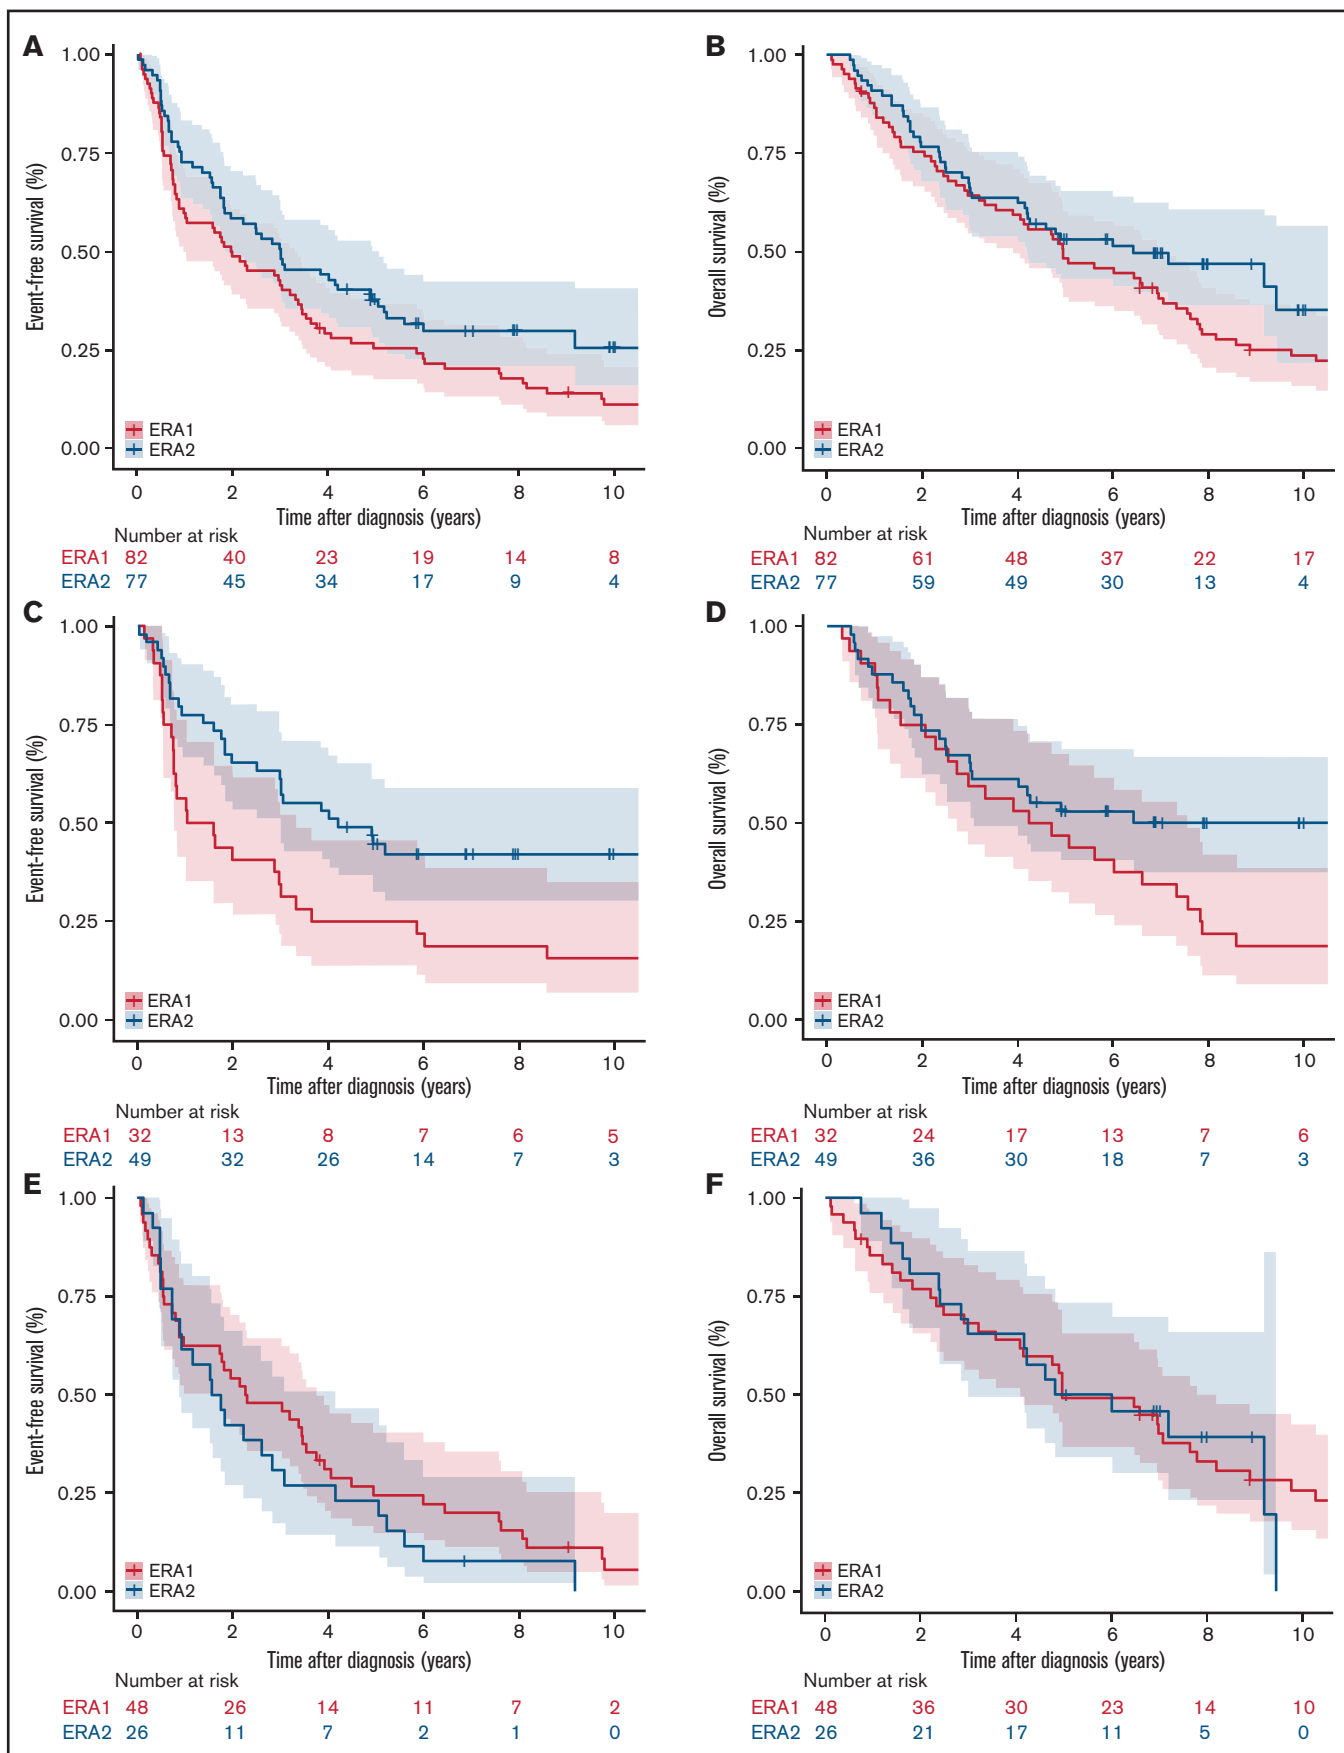 A
Event-free survival (%)
1.00
0.75
0.50
0.25
0.00
ERA1
ERA2
0 2 4 6 8 10
Time after diagnosis (years)
Number at risk
ERA1 82 40 23 19 14 8
ERA2 77 45 34 17 9 4
B
Overall survival (%)
1.00
0.75
0.50
0.25
0.00
ERA1
ERA2
0 2 4 6 8 10
Time after diagnosis (years)
Number at risk
ERA1 82 61 48 37 22 17
ERA2 77 59 49 30 13 4
C
Event-free survival (%)
1.00
0.75
0.50
0.25
0.00
ERA1
ERA2
0 2 4 6 8 10
Time after diagnosis (years)
Number at risk
ERA1 32 13 8 7 6 5
ERA2 49 32 26 14 7 3
D
Overall survival (%)
1.00
0.75
0.50
0.25
0.00
ERA1
ERA2
0 2 4 6 8 10
Time after diagnosis (years)
Number at risk
ERA1 32 24 17 13 7 6
ERA2 49 36 30 18 7 3
E
Event-free survival (%)
1.00
0.75
0.50
0.25
0.00
ERA1
ERA2
0 2 4 6 8 10
Time after diagnosis (years)
Number at risk
ERA1 48 26 14 11 7 2
ERA2 26 11 7 2 1 0
F
Overall survival (%)
1.00
0.75
0.50
0.25
0.00
ERA1
ERA2
0 2 4 6 8 10
Time after diagnosis (years)
Number at risk
ERA1 48 36 30 23 14 10
ERA2 26 21 17 11 5 0